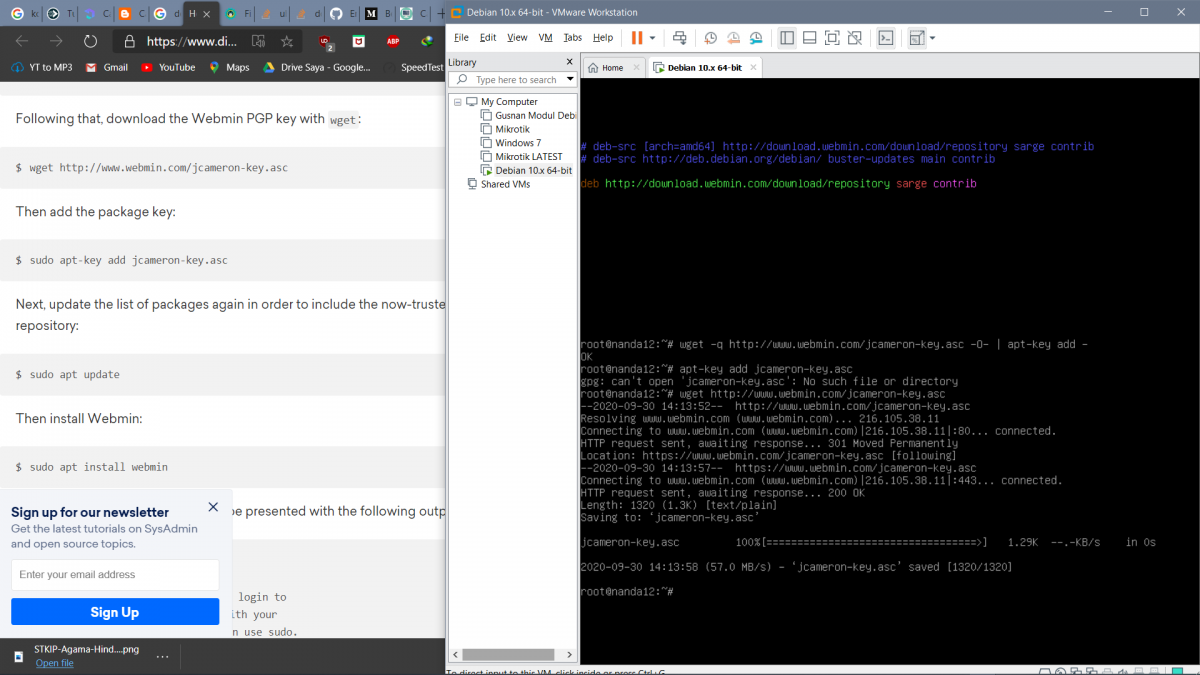 https://www.di...
YT to MP3 Gmail YouTube Maps Drive Saya - Google... SpeedTest
Following that, download the Webmin PGP key with wget:
$ wget http://www.webmin.com/jcameron-key.asc
Then add the package key:
$ sudo apt-key add jcameron-key.asc
Next, update the list of packages again in order to include the now-truste
repository:
$ sudo apt update
Then install Webmin:
$ sudo apt install webmin
be presented with the following outp
login to
ith your
n use sudo.
Sign up for our newsletter
Get the latest tutorials on SysAdmin
and open source topics.
Enter your email address
Sign Up
STKIP-Agama-Hind....png
Open file
Debian 10.x 64-bit - VMware Workstation
File Edit View VM Tabs Help
Library
Type here to search
My Computer
Gusnan Modul Debi
Mikrotik
Windows 7
Mikrotik LATEST
Debian 10.x 64-bit
Shared VMs
Home
Debian 10.x 64-bit
# deb-src [arch=amd64] http://download.webmin.com/download/repository sarge contrib
# deb-src http://deb.debian.org/debian/ buster-updates main contrib
deb http://download.webmin.com/download/repository sarge contrib
root@nanda12:~# wget -q http://www.webmin.com/jcameron-key.asc -O- | apt-key add -
OK
root@nanda12:~# apt-key add jcameron-key.asc
gpg: can't open 'jcameron-key.asc': No such file or directory
root@nanda12:~# wget http://www.webmin.com/jcameron-key.asc
--2020-09-30 14:13:52-- http://www.webmin.com/jcameron-key.asc
Resolving www.webmin.com (www.webmin.com)... 216.105.38.11
Connecting to www.webmin.com (www.webmin.com)|216.105.38.11|:80... connected.
HTTP request sent, awaiting response... 301 Moved Permanently
Location: https://www.webmin.com/jcameron-key.asc [following]
--2020-09-30 14:13:57-- https://www.webmin.com/jcameron-key.asc
Connecting to www.webmin.com (www.webmin.com)|216.105.38.11|:443... connected.
HTTP request sent, awaiting response... 200 OK
Length: 1320 (1.3K) [text/plain]
Saving to: ‘jcameron-key.asc’
jcameron-key.asc 100%[===================================>] 1.29K --.-KB/s in 0s
2020-09-30 14:13:58 (57.0 MB/s) - ‘jcameron-key.asc’ saved [1320/1320]
root@nanda12:~#
To direct input to this VM, click inside or press Ctrl+G.